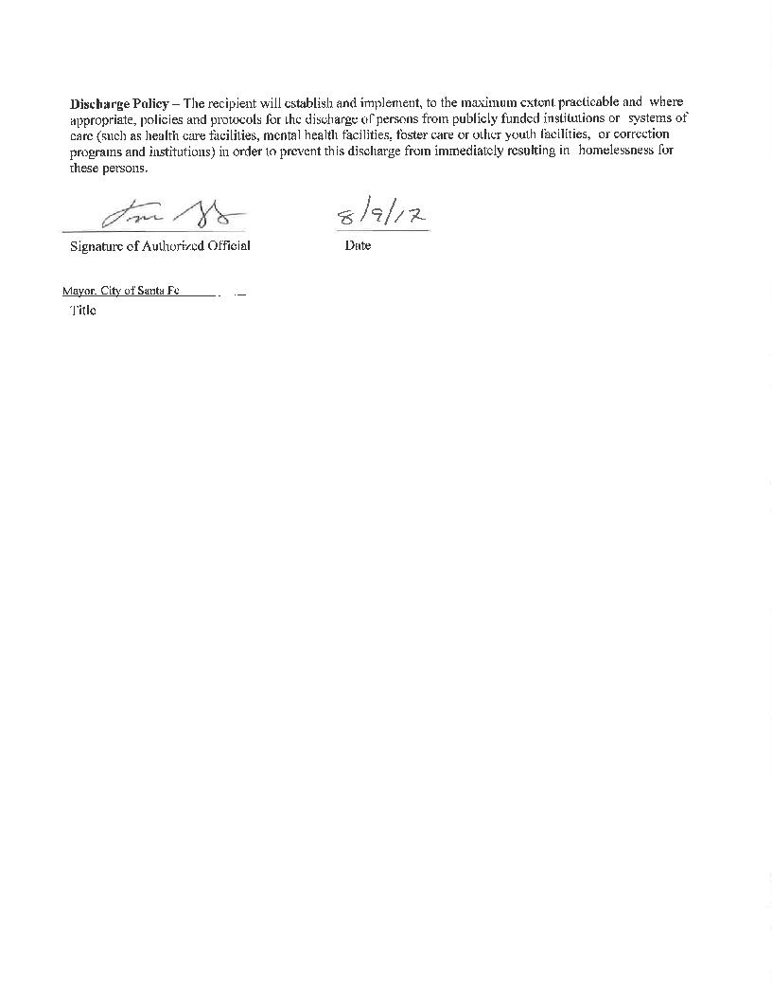 Discharge Policy – The recipient will establish and implement, to the maximum extent practicable and where
appropriate, policies and protocols for the discharge of persons from publicly funded institutions or systems of
care (such as health care facilities, mental health facilities, foster care or other youth facilities, or correction
programs and institutions) in order to prevent this discharge from immediately resulting in homelessness for
these persons.
8/9/17
Signature of Authorized Official Date
Mayor, City of Santa Fe
Title